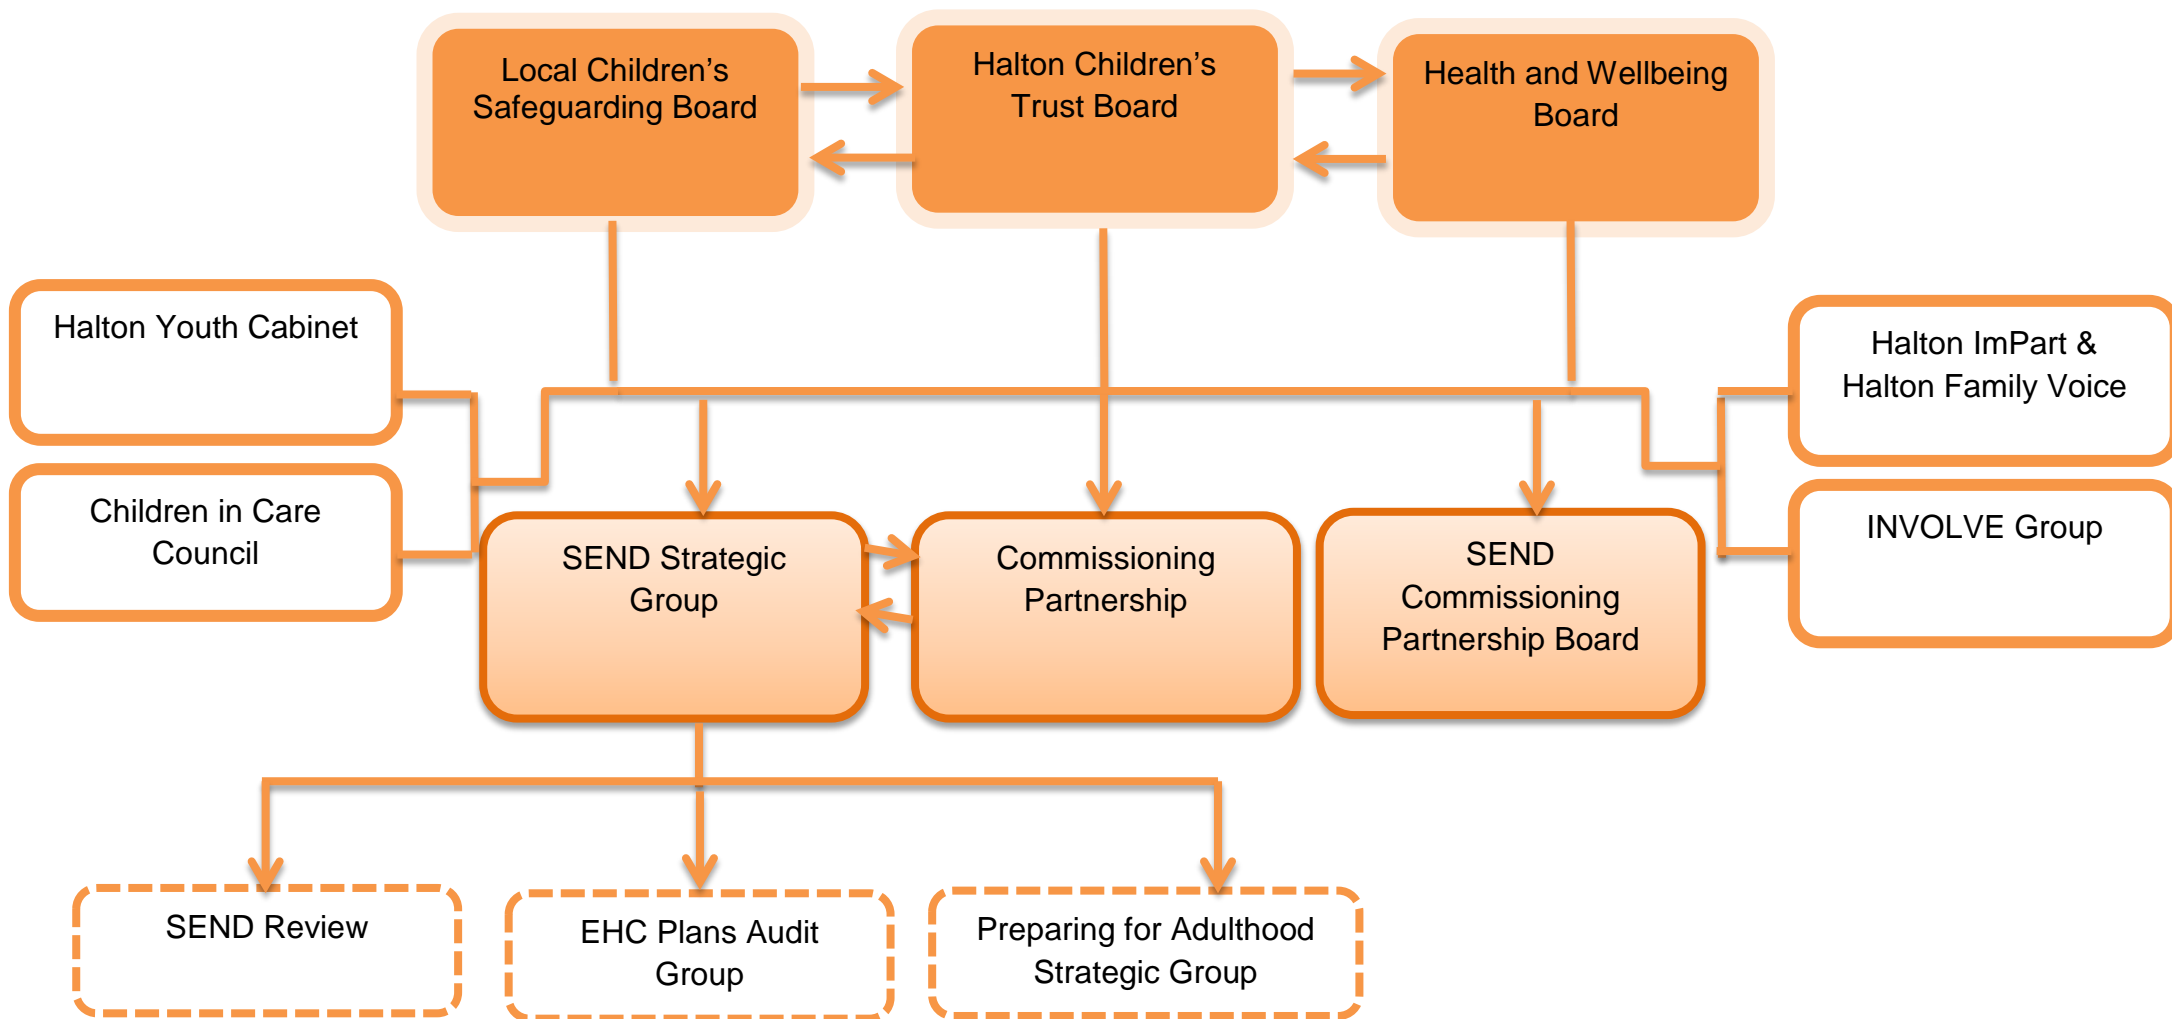 Local Children’s
Safeguarding Board
Halton Children’s
Trust Board
Health and Wellbeing
Board
Halton Youth Cabinet
Halton ImPart &
Halton Family Voice
Children in Care
Council
INVOLVE Group
SEND Strategic
Group
Commissioning
Partnership
SEND
Commissioning
Partnership Board
SEND Review
EHC Plans Audit
Group
Preparing for Adulthood
Strategic Group